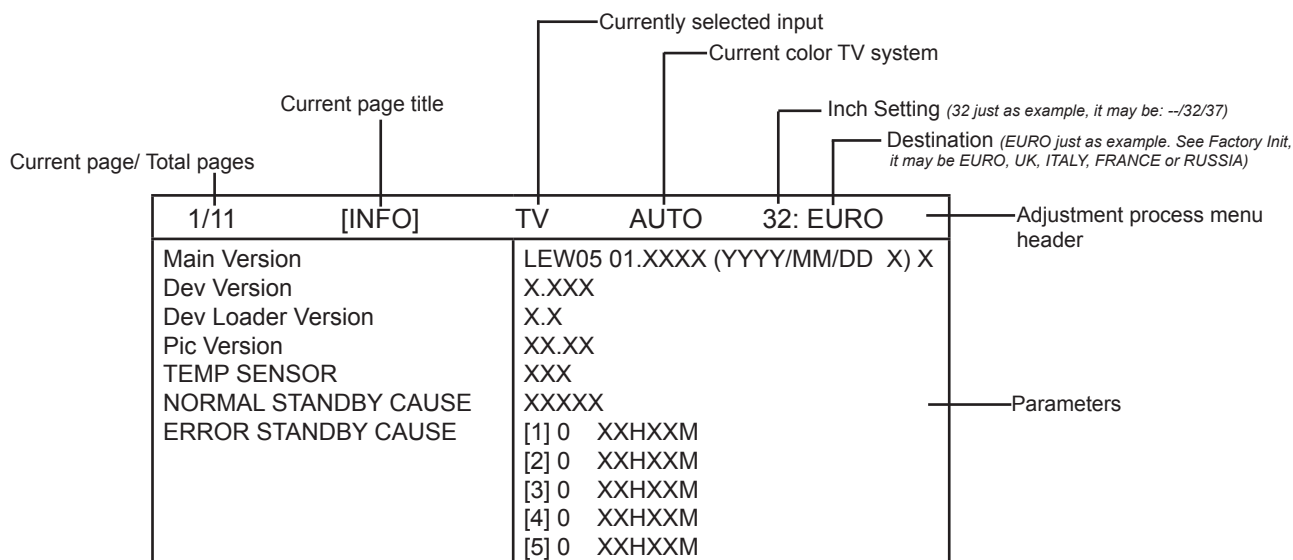 Currently selected input
Current color TV system
Current page title
Inch Setting (32 just as example, it may be: --/32/37)
Current page/ Total pages
Destination (EURO just as example. See Factory Init,
it may be EURO, UK, ITALY, FRANCE or RUSSIA)
1/11 [INFO] TV AUTO 32: EURO
Adjustment process menu
header
Main Version LEW05 01.XXXX (YYYY/MM/DD X) X
Dev Version X.XXX
Dev Loader Version X.X
Pic Version XX.XX
TEMP SENSOR XXX
NORMAL STANDBY CAUSE XXXXX
Parameters
ERROR STANDBY CAUSE [1] 0 XXHXXM
[2] 0 XXHXXM
[3] 0 XXHXXM
[4] 0 XXHXXM
[5] 0 XXHXXM